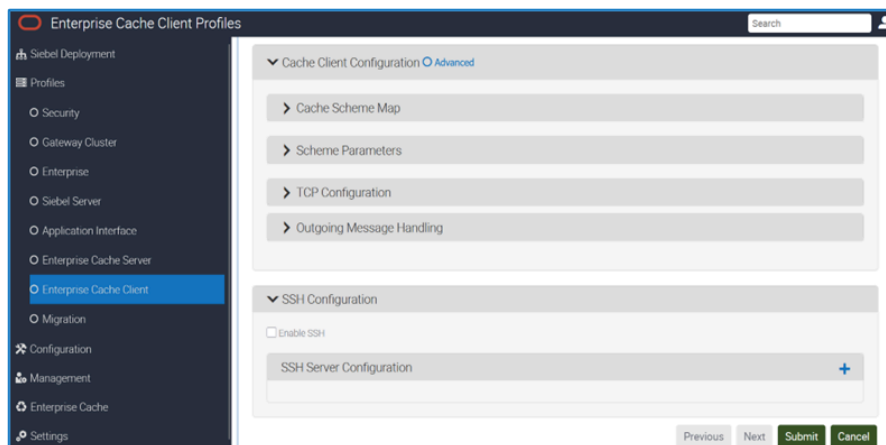 Enterprise Cache Client Profiles
Search
Siebel Deployment
Profiles
Security
Gateway Cluster
Enterprise
Siebel Server
Application Interface
Enterprise Cache Server
Enterprise Cache Client
Migration
Configuration
Management
Enterprise Cache
Settings
Cache Client Configuration Advanced
Cache Scheme Map
Scheme Parameters
TCP Configuration
Outgoing Message Handling
SSH Configuration
Enable SSH
SSH Server Configuration
Previous Next Submit Cancel